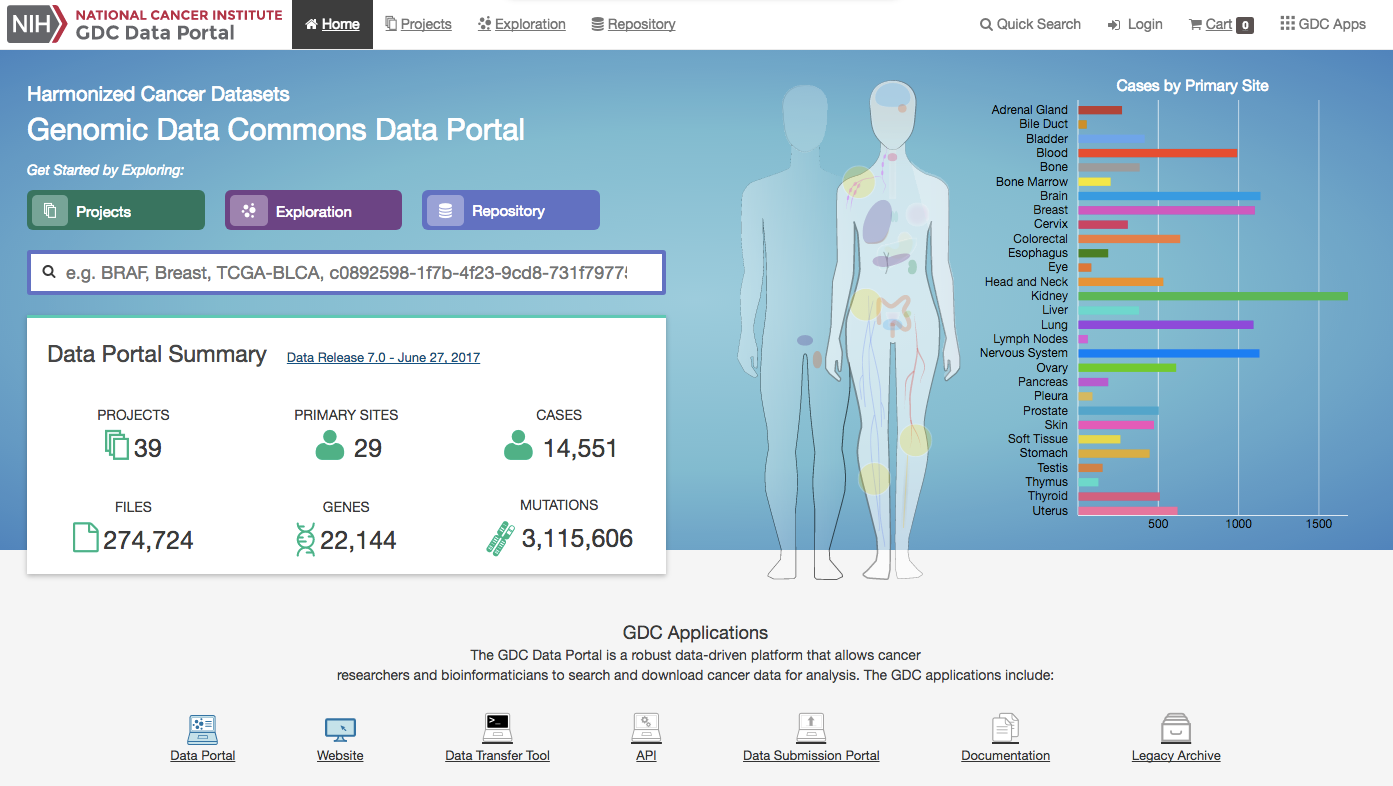 NIH NATIONAL CANCER INSTITUTE
GDC Data Portal
Home Projects Exploration Repository Quick Search Login Cart 0 GDC Apps
Harmonized Cancer Datasets
Genomic Data Commons Data Portal
Get Started by Exploring:
Projects Exploration Repository
e.g. BRAF, Breast, TCGA-BLCA, c0892598-1f7b-4f23-9cd8-731f7977
Data Portal Summary Data Release 7.0 - June 27, 2017
PROJECTS PRIMARY SITES CASES
39 29 14,551
FILES GENES MUTATIONS
274,724 22,144 3,115,606
Cases by Primary Site
Adrenal Gland
Bile Duct
Bladder
Blood
Bone
Bone Marrow
Brain
Breast
Cervix
Colorectal
Esophagus
Eye
Head and Neck
Kidney
Liver
Lung
Lymph Nodes
Nervous System
Ovary
Pancreas
Pleura
Prostate
Skin
Soft Tissue
Stomach
Testis
Thymus
Thyroid
Uterus
500 1000 1500
GDC Applications
The GDC Data Portal is a robust data-driven platform that allows cancer
researchers and bioinformaticians to search and download cancer data for analysis. The GDC applications include:
Data Portal Website Data Transfer Tool API Data Submission Portal Documentation Legacy Archive